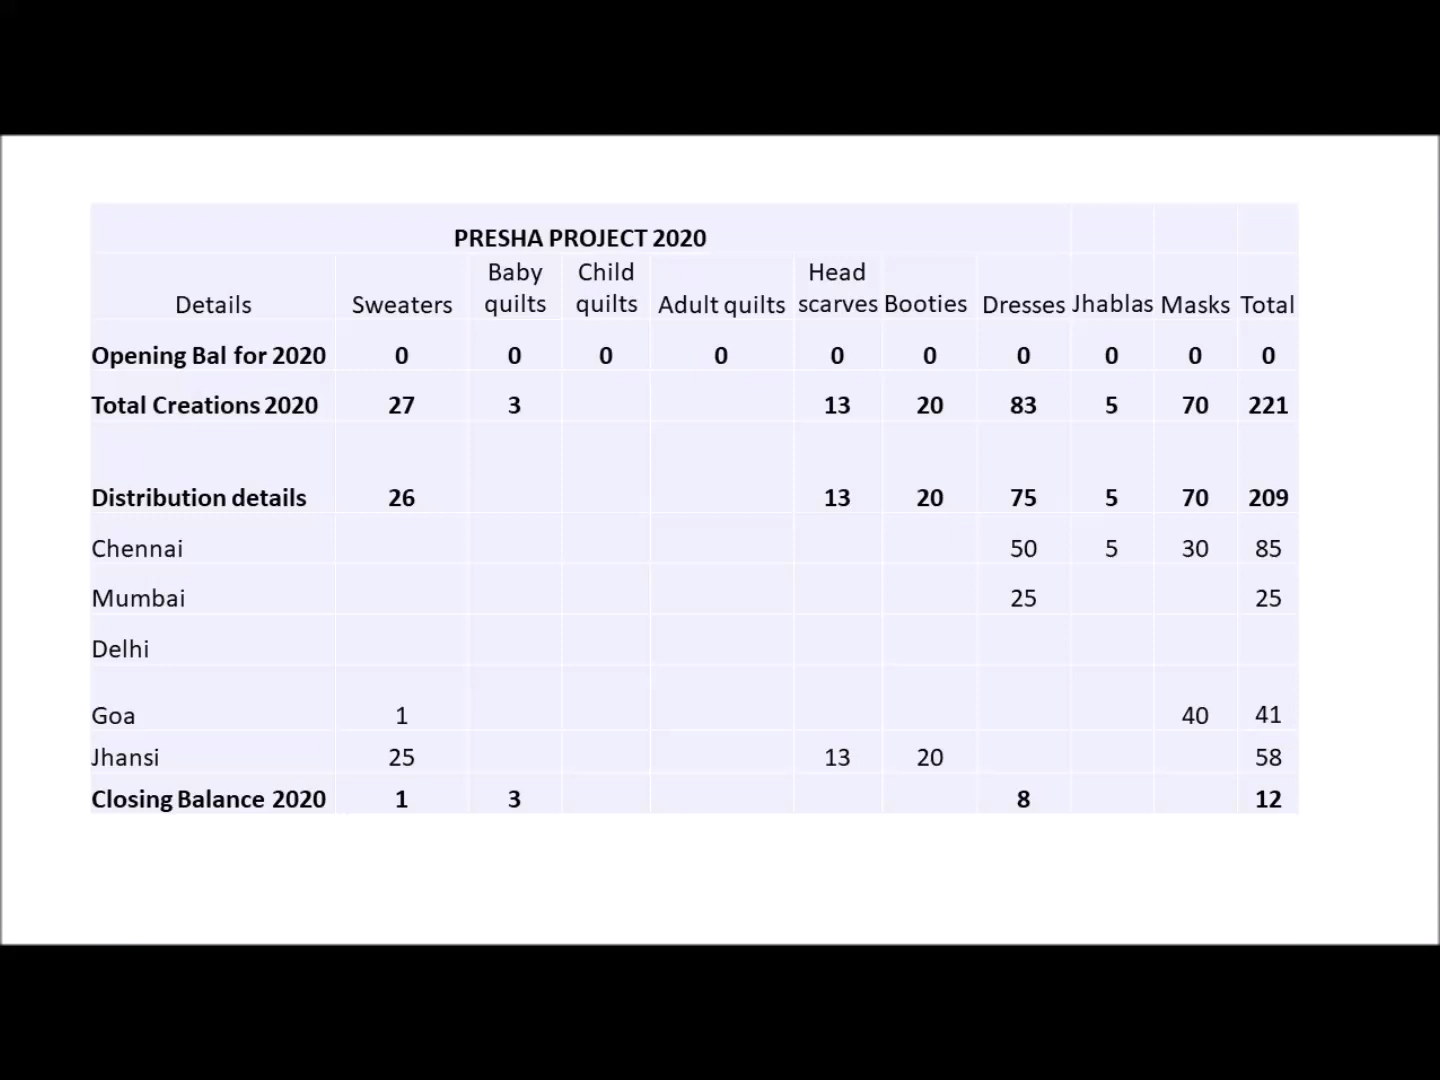 PRESHA PROJECT 2020
Details Sweaters Baby quilts Child quilts Adult quilts Head scarves Booties Dresses Jhablas Masks Total
Opening Bal for 2020 0 0 0 0 0 0 0 0 0 0
Total Creations 2020 27 3 13 20 83 5 70 221
Distribution details 26 13 20 75 5 70 209
Chennai 50 5 30 85
Mumbai 25 25
Delhi
Goa 1 40 41
Jhansi 25 13 20 58
Closing Balance 2020 1 3 8 12